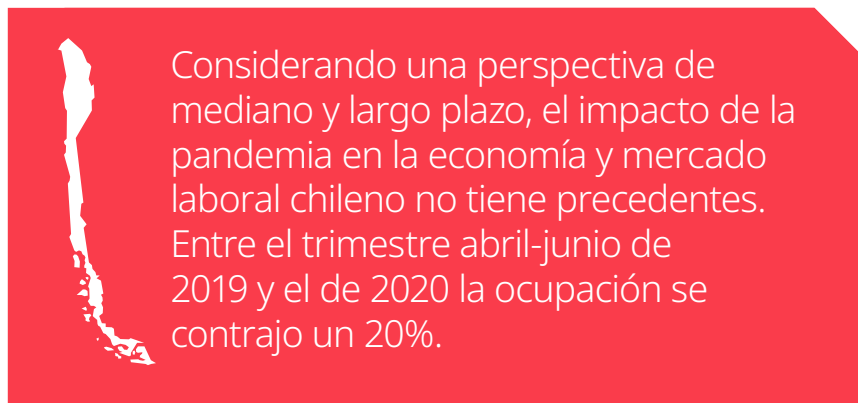 Considerando una perspectiva de
mediano y largo plazo, el impacto de la
pandemia en la economía y mercado
laboral chileno no tiene precedentes.
Entre el trimestre abril-junio de
2019 y el de 2020 la ocupación se
contrajo un 20%.